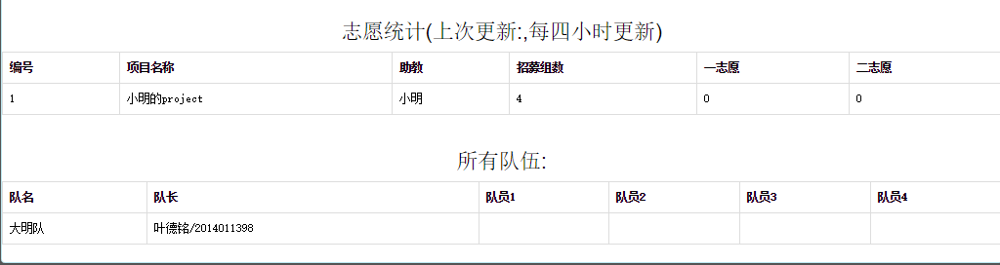 志愿统计(上次更新:,每四小时更新)
编号 项目名称 助教 招募组数 一志愿 二志愿
1 小明的project 小明 4 0 0
所有队伍:
队名 队长 队员1 队员2 队员3 队员4
大明队 叶德铭/2014011398